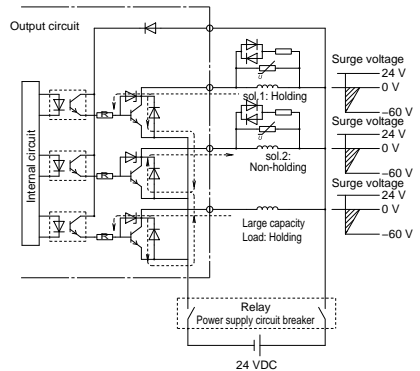 Output circuit
Surge voltage
24 V
0 V
–60 V
sol.1: Holding
Internal circuit
R
Surge voltage
24 V
0 V
–60 V
sol.2:
Non-holding
R
Surge voltage
24 V
0 V
–60 V
Large capacity
Load: Holding
R
Relay
Power supply circuit breaker
24 VDC